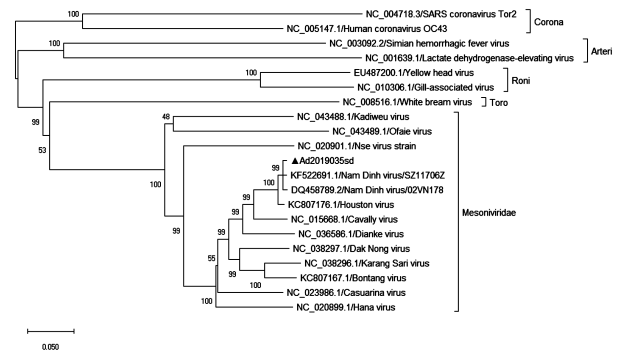 NC_004718.3/SARS coronavirus Tor2
Corona
100
NC_005147.1/Human coronavirus OC43
NC_003092.2/Simian hemorrhagic fever virus
100
Arteri
NC_001639.1/Lactate dehydrogenase-elevating virus
EU487200.1/Yellow head virus
100
Roni
NC_010306.1/Gill-associated virus
NC_008516.1/White bream virus
Toro
99
NC_043488.1/Kadiweu virus
48
NC_043489.1/Ofaie virus
53
NC_020901.1/Nse virus strain
▲Ad2019035sd
99
KF522691.1/Nam Dinh virus/SZ11706Z
100
100
DQ458789.2/Nam Dinh virus/02VN178
99
KC807176.1/Houston virus
Mesoniviridae
99
NC_015668.1/Cavally virus
99
99
NC_036586.1/Dianke virus
NC_038297.1/Dak Nong virus
55
NC_038296.1/Karang Sari virus
99
KC807167.1/Bontang virus
100
NC_023986.1/Casuarina virus
100
NC_020899.1/Hana virus
0.050